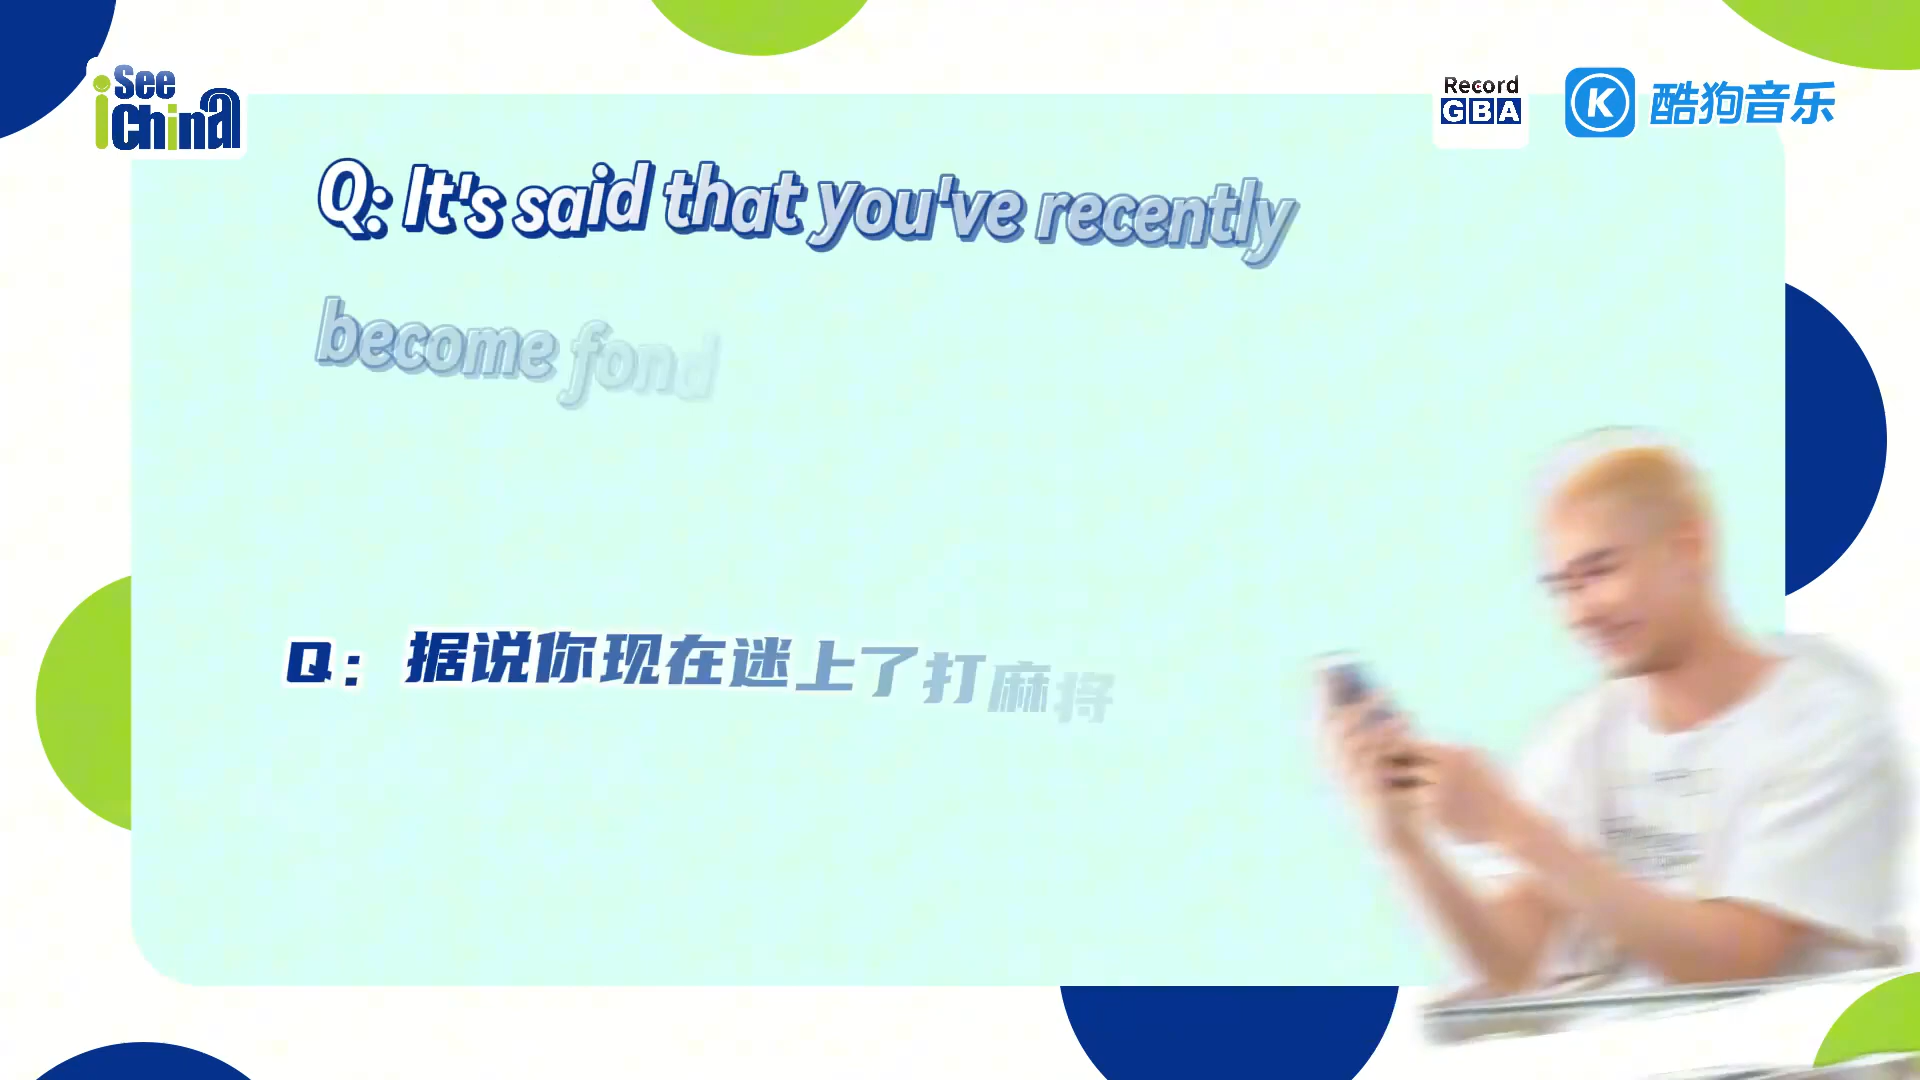 i See China
Record
GBA
K 酷狗音乐
Q: It's said that you've recently
become fond
Q：据说你现在迷上了打麻将